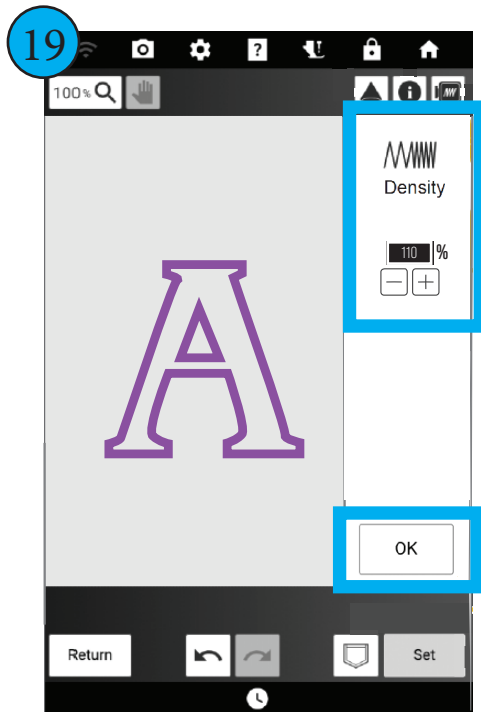 19
?
100%
i
Density
110 %
− +
A
OK
Return
Set